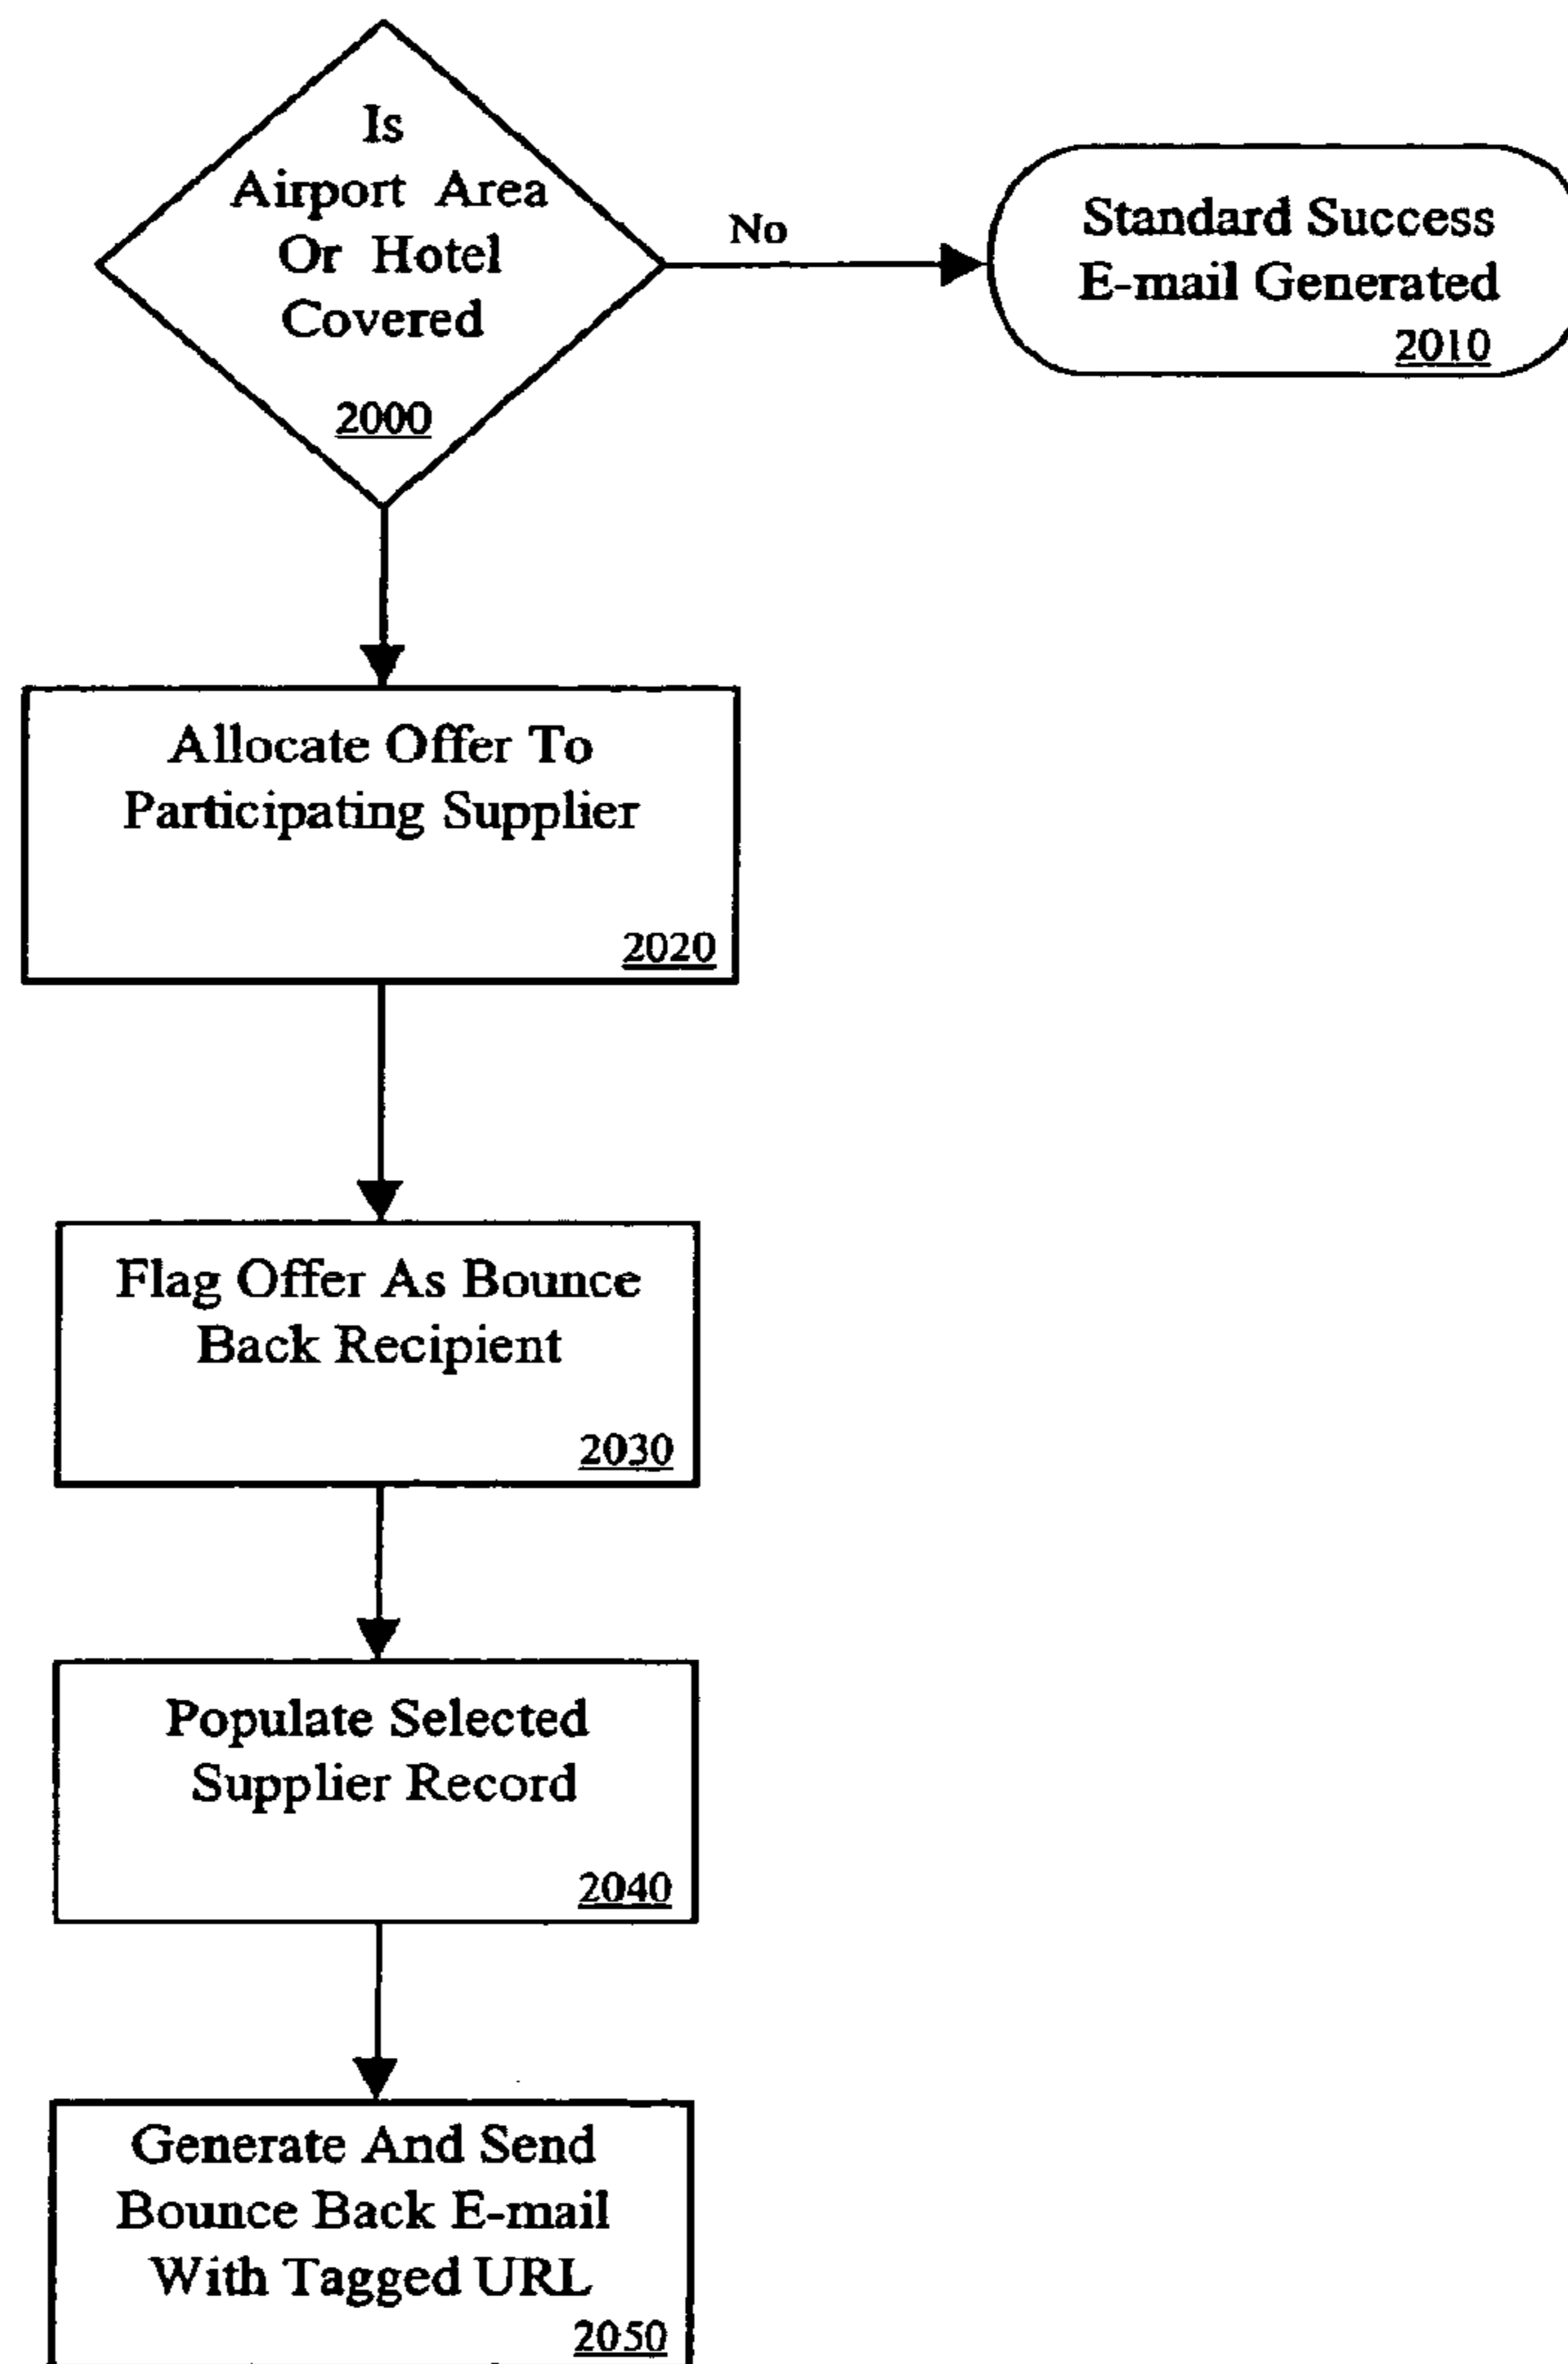 Is
Airport Area
Or Hotel
Covered
2000
No
Standard Success
E-mail Generated
2010
Allocate Offer To
Participating Supplier
2020
Flag Offer As Bounce
Back Recipient
2030
Populate Selected
Supplier Record
2040
Generate And Send
Bounce Back E-mail
With Tagged URL
2050